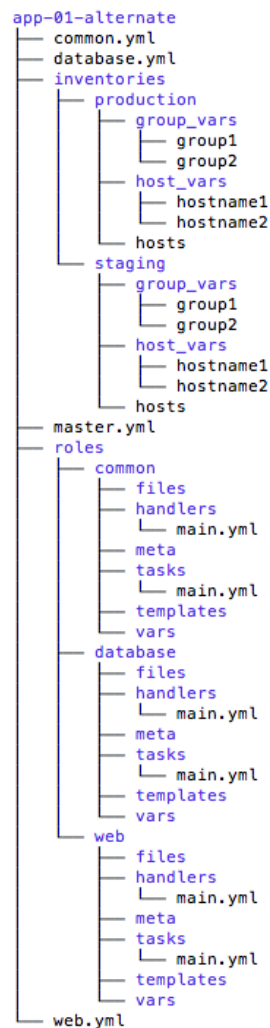 app-01-alternate
common.yml
database.yml
inventories
production
group_vars
group1
group2
host_vars
hostname1
hostname2
hosts
staging
group_vars
group1
group2
host_vars
hostname1
hostname2
hosts
master.yml
roles
common
files
handlers
main.yml
meta
tasks
main.yml
templates
vars
database
files
handlers
main.yml
meta
tasks
main.yml
templates
vars
web
files
handlers
main.yml
meta
tasks
main.yml
templates
vars
web.yml